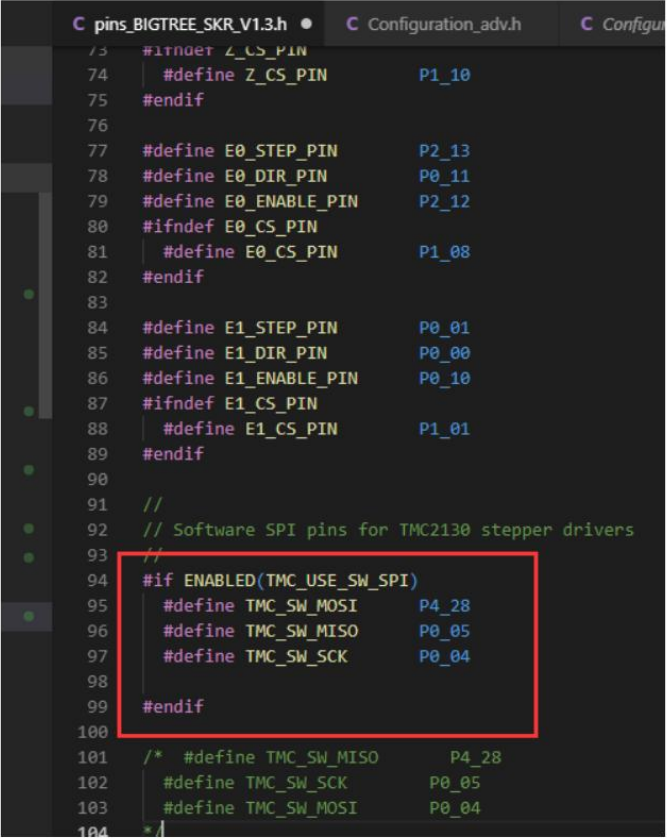 C pins_BIGTREE_SKR_V1.3.h ● C Configuration_adv.h C Configur
73 #ifndef Z_CS_PIN
74 #define Z_CS_PIN P1_10
75 #endif
76
77 #define E0_STEP_PIN P2_13
78 #define E0_DIR_PIN P0_11
79 #define E0_ENABLE_PIN P2_12
80 #ifndef E0_CS_PIN
81 #define E0_CS_PIN P1_08
82 #endif
83
84 #define E1_STEP_PIN P0_01
85 #define E1_DIR_PIN P0_00
86 #define E1_ENABLE_PIN P0_10
87 #ifndef E1_CS_PIN
88 #define E1_CS_PIN P1_01
89 #endif
90
91 //
92 // Software SPI pins for TMC2130 stepper drivers
93 //
94 #if ENABLED(TMC_USE_SW_SPI)
95 #define TMC_SW_MOSI P4_28
96 #define TMC_SW_MISO P0_05
97 #define TMC_SW_SCK P0_04
98
99 #endif
100
101 /* #define TMC_SW_MISO P4_28
102 #define TMC_SW_SCK P0_05
103 #define TMC_SW_MOSI P0_04
104 */